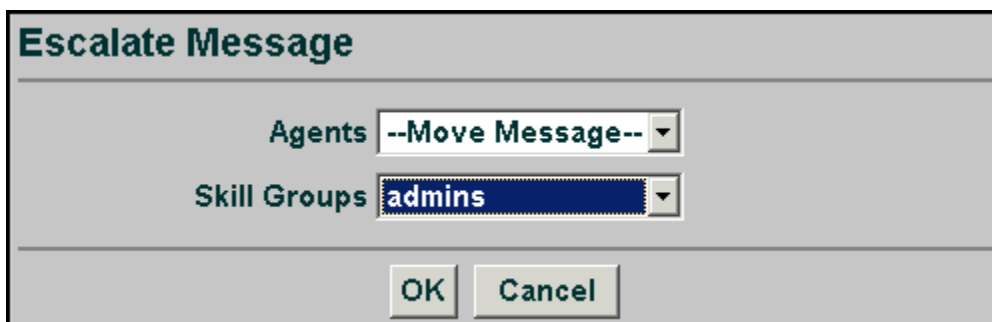 Escalate Message
Agents --Move Message--
Skill Groups admins
OK Cancel